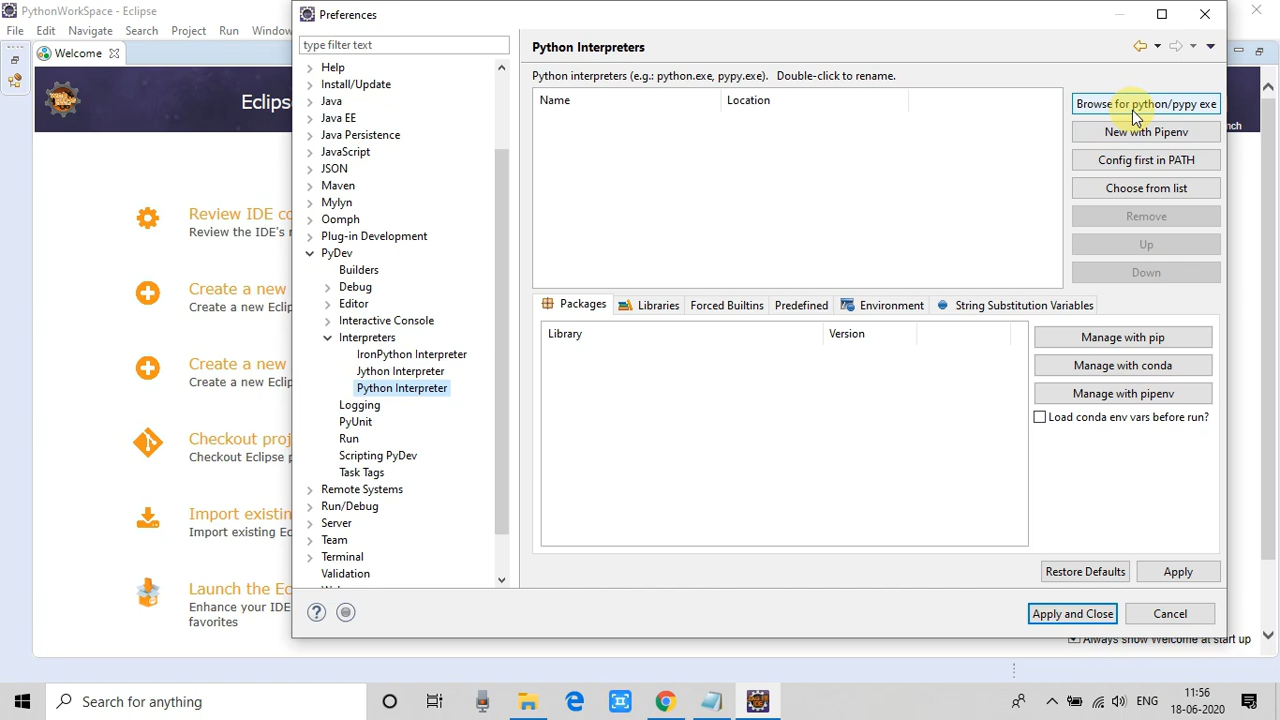 PythonWorkSpace - Eclipse
File Edit Navigate Search Project Run Window
Welcome
Eclips
Review IDE co
Review the IDE's
Create a new
Create a new Eclip
Create a new
Create a new Eclip
Checkout proj
Checkout Eclipse p
Import existin
Import existing Ec
Launch the Ec
Enhance your IDE
favorites
Always show Welcome at start up
Preferences
type filter text
Help
Install/Update
Java
Java EE
Java Persistence
JavaScript
JSON
Maven
Mylyn
Oomph
Plug-in Development
PyDev
Builders
Debug
Editor
Interactive Console
Interpreters
IronPython Interpreter
Jython Interpreter
Python Interpreter
Logging
PyUnit
Run
Scripting PyDev
Task Tags
Remote Systems
Run/Debug
Server
Team
Terminal
Validation
Python Interpreters
Python interpreters (e.g.: python.exe, pypy.exe). Double-click to rename.
Name Location
Browse for python/pypy exe
New with Pipenv
Config first in PATH
Choose from list
Remove
Up
Down
Packages Libraries Forced Builtins Predefined Environment String Substitution Variables
Library Version
Manage with pip
Manage with conda
Manage with pipenv
Load conda env vars before run?
Restore Defaults Apply
Apply and Close Cancel
Search for anything
ENG
11:56
18-06-2020